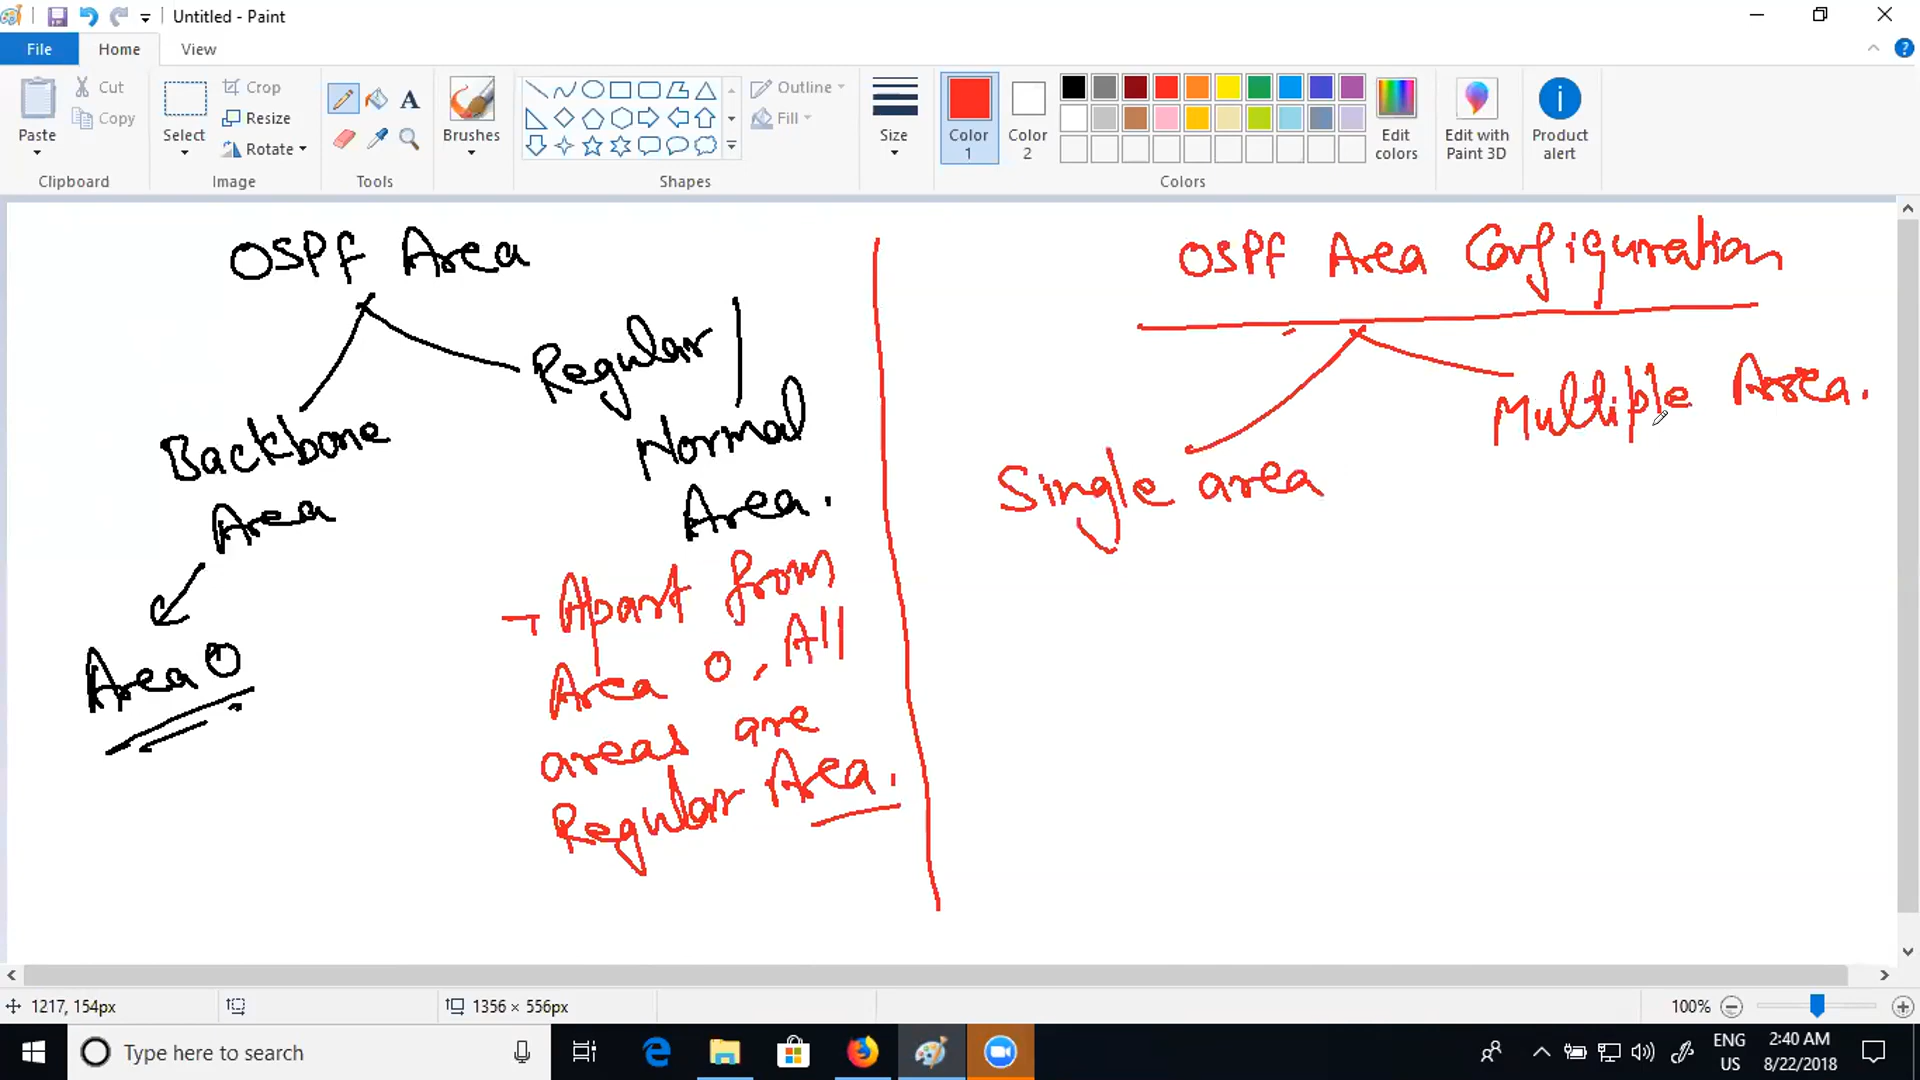 Untitled - Paint
File Home View
Paste
Cut
Copy
Clipboard
Select
Crop
Resize
Rotate
Image
Tools
Brushes
Shapes
Outline
Fill
Size
Color 1
Color 2
Edit colors
Colors
Edit with Paint 3D
Product alert
OSPF Area
Backbone
Area
Area 0
Regular
Normal
Area.
Apart from
Area 0, All
areas are
Regular Area.
OSPF Area Configuration
Single area
Multiple Area.
1217, 154px
1356 × 556px
100%
Type here to search
ENG
US
2:40 AM
8/22/2018